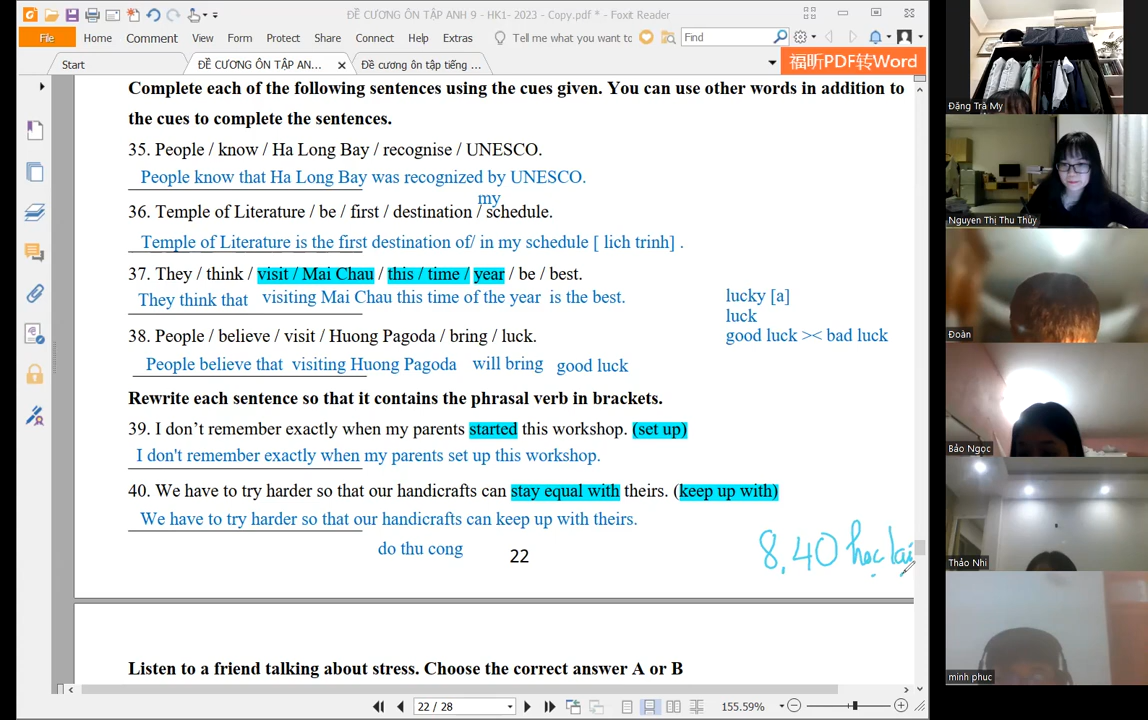 ĐỀ CƯƠNG ÔN TẬP ANH 9 - HK1- 2023 - Copy.pdf * - Foxit Reader
File Home Comment View Form Protect Share Connect Help Extras Tell me what you want to Find
Start ĐỀ CƯƠNG ÔN TẬP AN... Đề cương ôn tập tiếng ... 福昕PDF转Word
Complete each of the following sentences using the cues given. You can use other words in addition to
the cues to complete the sentences.
35. People / know / Ha Long Bay / recognise / UNESCO.
People know that Ha Long Bay was recognized by UNESCO.
my
36. Temple of Literature / be / first / destination / schedule.
Temple of Literature is the first destination of/ in my schedule [ lich trinh] .
37. They / think / visit / Mai Chau / this / time / year / be / best.
They think that visiting Mai Chau this time of the year is the best.
lucky [a]
luck
good luck >< bad luck
38. People / believe / visit / Huong Pagoda / bring / luck.
People believe that visiting Huong Pagoda will bring good luck
Rewrite each sentence so that it contains the phrasal verb in brackets.
39. I don't remember exactly when my parents started this workshop. (set up)
I don't remember exactly when my parents set up this workshop.
40. We have to try harder so that our handicrafts can stay equal with theirs. (keep up with)
We have to try harder so that our handicrafts can keep up with theirs.
do thu cong
22
8.40 học lại
Listen to a friend talking about stress. Choose the correct answer A or B
22 / 28 155.59%
Đặng Trà My
Nguyen Thị Thu Thủy
Đoàn
Bảo Ngọc
Thảo Nhi
minh phuc